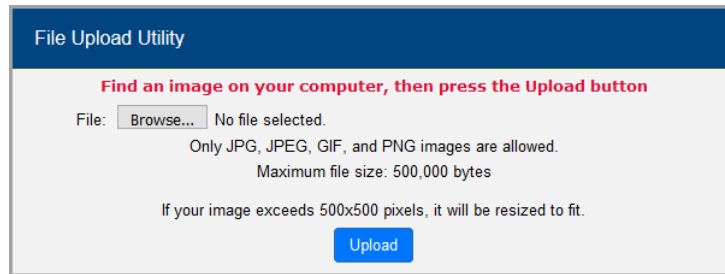 File Upload Utility
Find an image on your computer, then press the Upload button
File: Browse... No file selected.
Only JPG, JPEG, GIF, and PNG images are allowed.
Maximum file size: 500,000 bytes
If your image exceeds 500x500 pixels, it will be resized to fit.
Upload